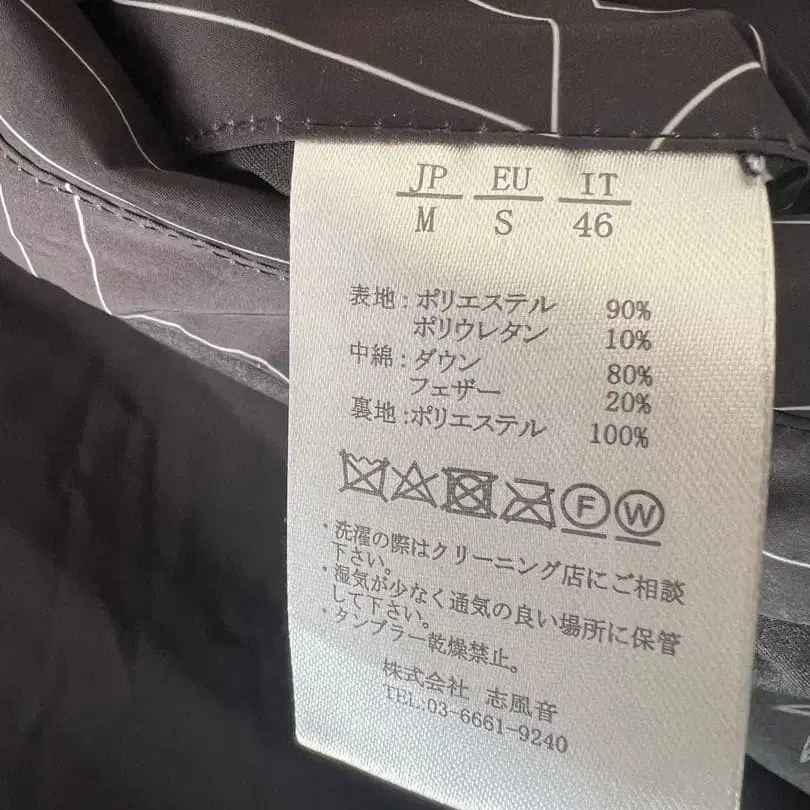 JP EU IT
M S 46
表地:ポリエステル 90%
ポリウレタン 10%
中綿:ダウン 80%
フェザー 20%
裏地:ポリエステル 100%
F W
・洗濯の際はクリーニング店にご相談
下さい。
・湿気が少なく通気の良い場所に保管
して下さい。
・タンブラー乾燥禁止。
株式会社 志風音
TEL:03-6661-9240